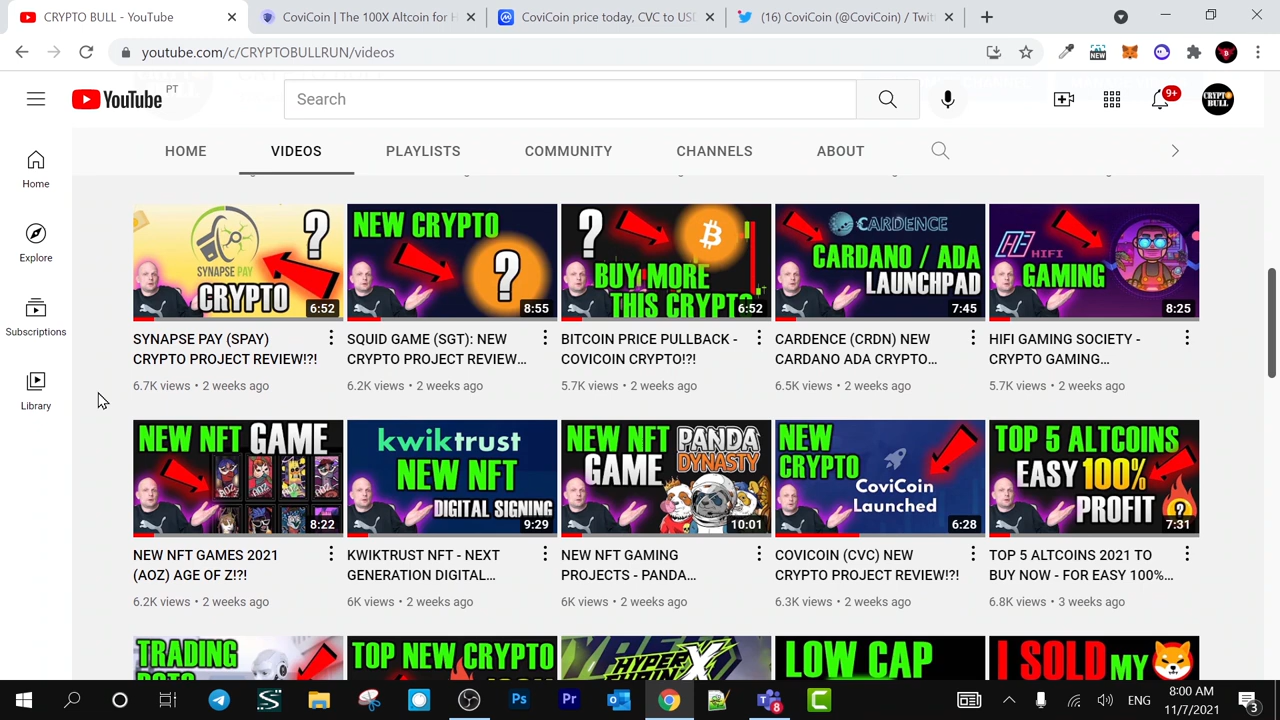 CRYPTO BULL RUN - YouTube
CoviCoin | The 100X Altcoin for
CoviCoin price today, CVC to US
(16) CoviCoin (@CoviCoin) / Twit
youtube.com/c/CRYPTOBULLRUN/videos
NEW
YouTube PT
Search
9+
CRYPTO BULL
HOME VIDEOS PLAYLISTS COMMUNITY CHANNELS ABOUT
Home
Explore
Subscriptions
Library
SYNAPSE PAY
?
CRYPTO
6:52
SYNAPSE PAY (SPAY)
CRYPTO PROJECT REVIEW!?!
6.7K views • 2 weeks ago
NEW CRYPTO
?
8:55
SQUID GAME (SGT): NEW
CRYPTO PROJECT REVIEW...
6.2K views • 2 weeks ago
?
BUY MORE
THIS CRYPTO
6:52
BITCOIN PRICE PULLBACK -
COVICOIN CRYPTO!?!
5.7K views • 2 weeks ago
CARDENCE
CARDANO / ADA
LAUNCHPAD
7:45
CARDENCE (CRDN) NEW
CARDANO ADA CRYPTO...
6.5K views • 2 weeks ago
HIFI
GAMING
8:25
HIFI GAMING SOCIETY -
CRYPTO GAMING...
5.7K views • 2 weeks ago
NEW NFT GAME
8:22
NEW NFT GAMES 2021
(AOZ) AGE OF Z!?!
6.2K views • 2 weeks ago
kwiktrust
NEW NFT
DIGITAL SIGNING
9:29
KWIKTRUST NFT - NEXT
GENERATION DIGITAL...
6K views • 2 weeks ago
NEW NFT
GAME
PANDA
DYNASTY
10:01
NEW NFT GAMING
PROJECTS - PANDA...
6K views • 2 weeks ago
NEW
CRYPTO
CoviCoin
Launched
6:28
COVICOIN (CVC) NEW
CRYPTO PROJECT REVIEW!?!
6.3K views • 2 weeks ago
TOP 5 ALTCOINS
EASY 100%
PROFIT
?
7:31
TOP 5 ALTCOINS 2021 TO
BUY NOW - FOR EASY 100%...
6.8K views • 3 weeks ago
TRADING
TOP NEW CRYPTO
HYPER
LOW CAP
I SOLD MY
Ps
Pr
8
ENG
8:00 AM
11/7/2021
3